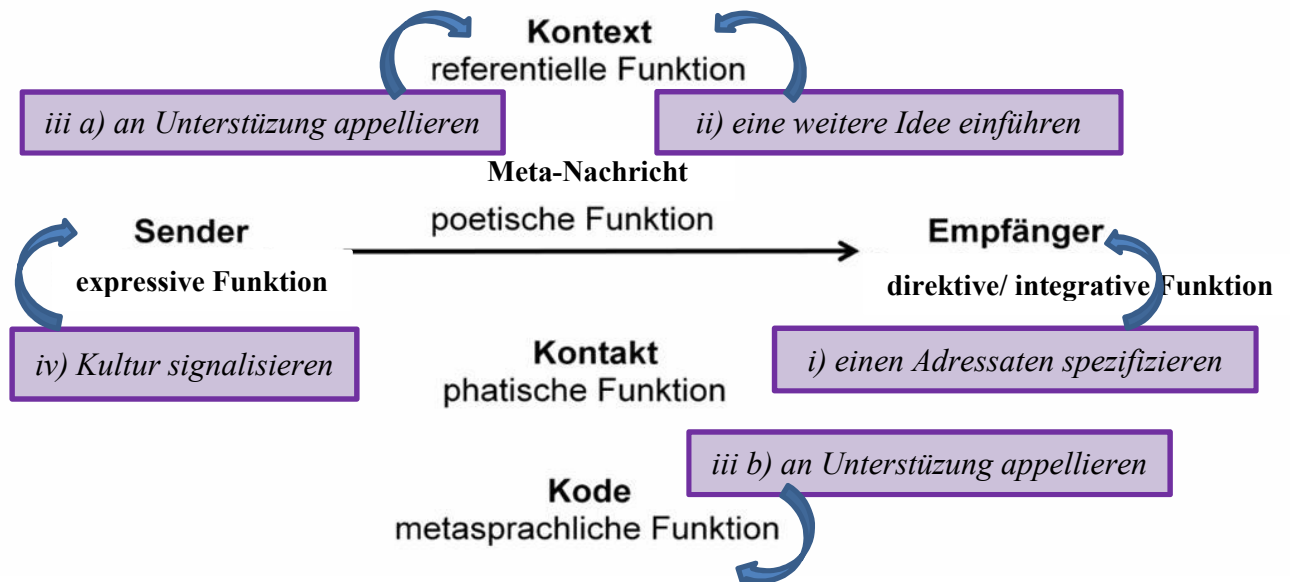 Kontext
referentielle Funktion
iii a) an Unterstüzung appellieren
ii) eine weitere Idee einführen
Meta-Nachricht
poetische Funktion
Sender
Empfänger
expressive Funktion
direktive/ integrative Funktion
iv) Kultur signalisieren
Kontakt
phatische Funktion
i) einen Adressaten spezifizieren
iii b) an Unterstüzung appellieren
Kode
metasprachliche Funktion